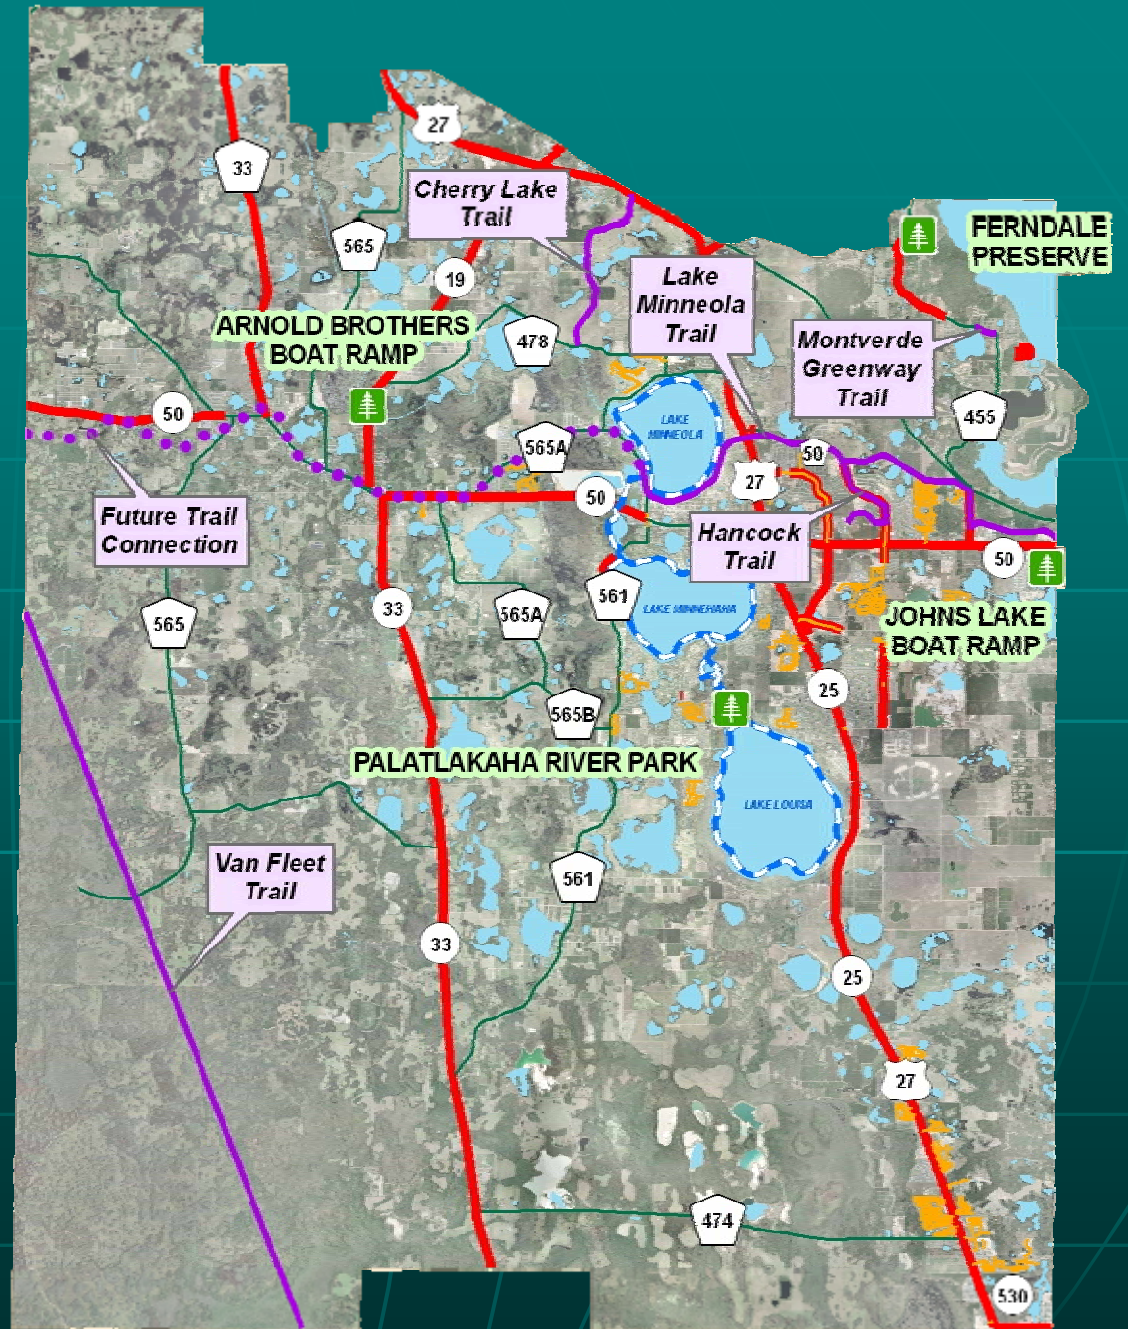 27
33
Cherry Lake
Trail
FERNDALE
PRESERVE
565
19
Lake
Minneola
Trail
ARNOLD BROTHERS
BOAT RAMP
478
Montverde
Greenway
Trail
50
455
LAKE
MINNEOLA
565A
50
27
50
Future Trail
Connection
Hancock
Trail
50
565
33
565A
561
LAKE MINNEHAHA
JOHNS LAKE
BOAT RAMP
25
565B
PALATLAKAHA RIVER PARK
LAKE LOUISA
Van Fleet
Trail
561
33
25
27
474
530